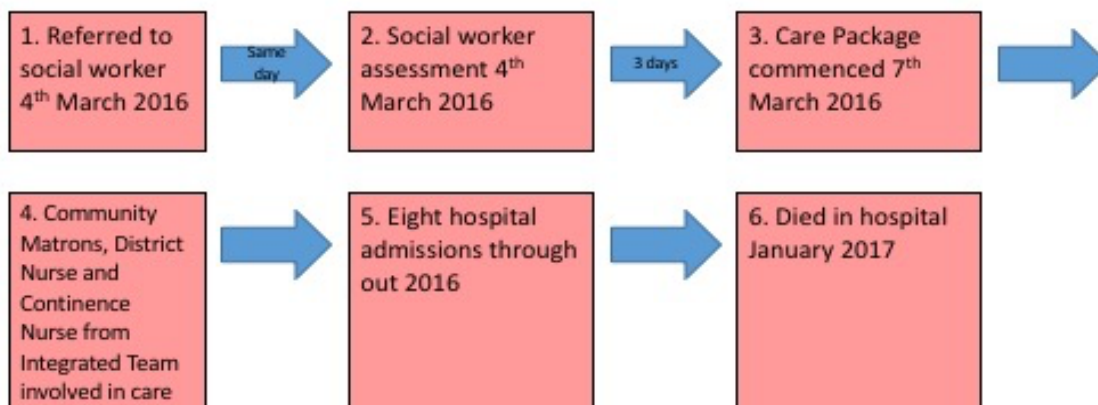 1. Referred to
social worker
4th March 2016
Same
day
2. Social worker
assessment 4th
March 2016
3 days
3. Care Package
commenced 7th
March 2016
4. Community
Matrons, District
Nurse and
Continence
Nurse from
Integrated Team
involved in care
5. Eight hospital
admissions through
out 2016
6. Died in hospital
January 2017